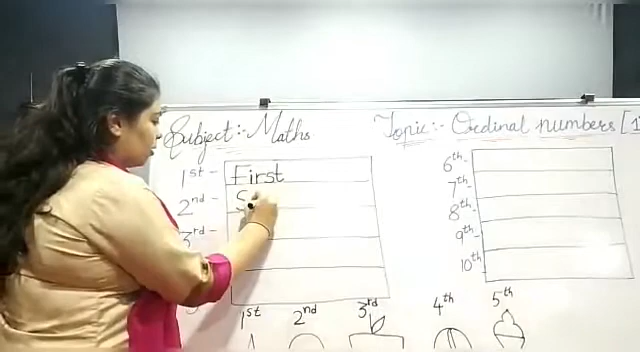 Subject:- Maths
Topic:- Ordinal numbers
1st - First
2nd - S
3rd -
6th-
7th-
8th-
9th-
10th-
1st 2nd 3rd 4th 5th